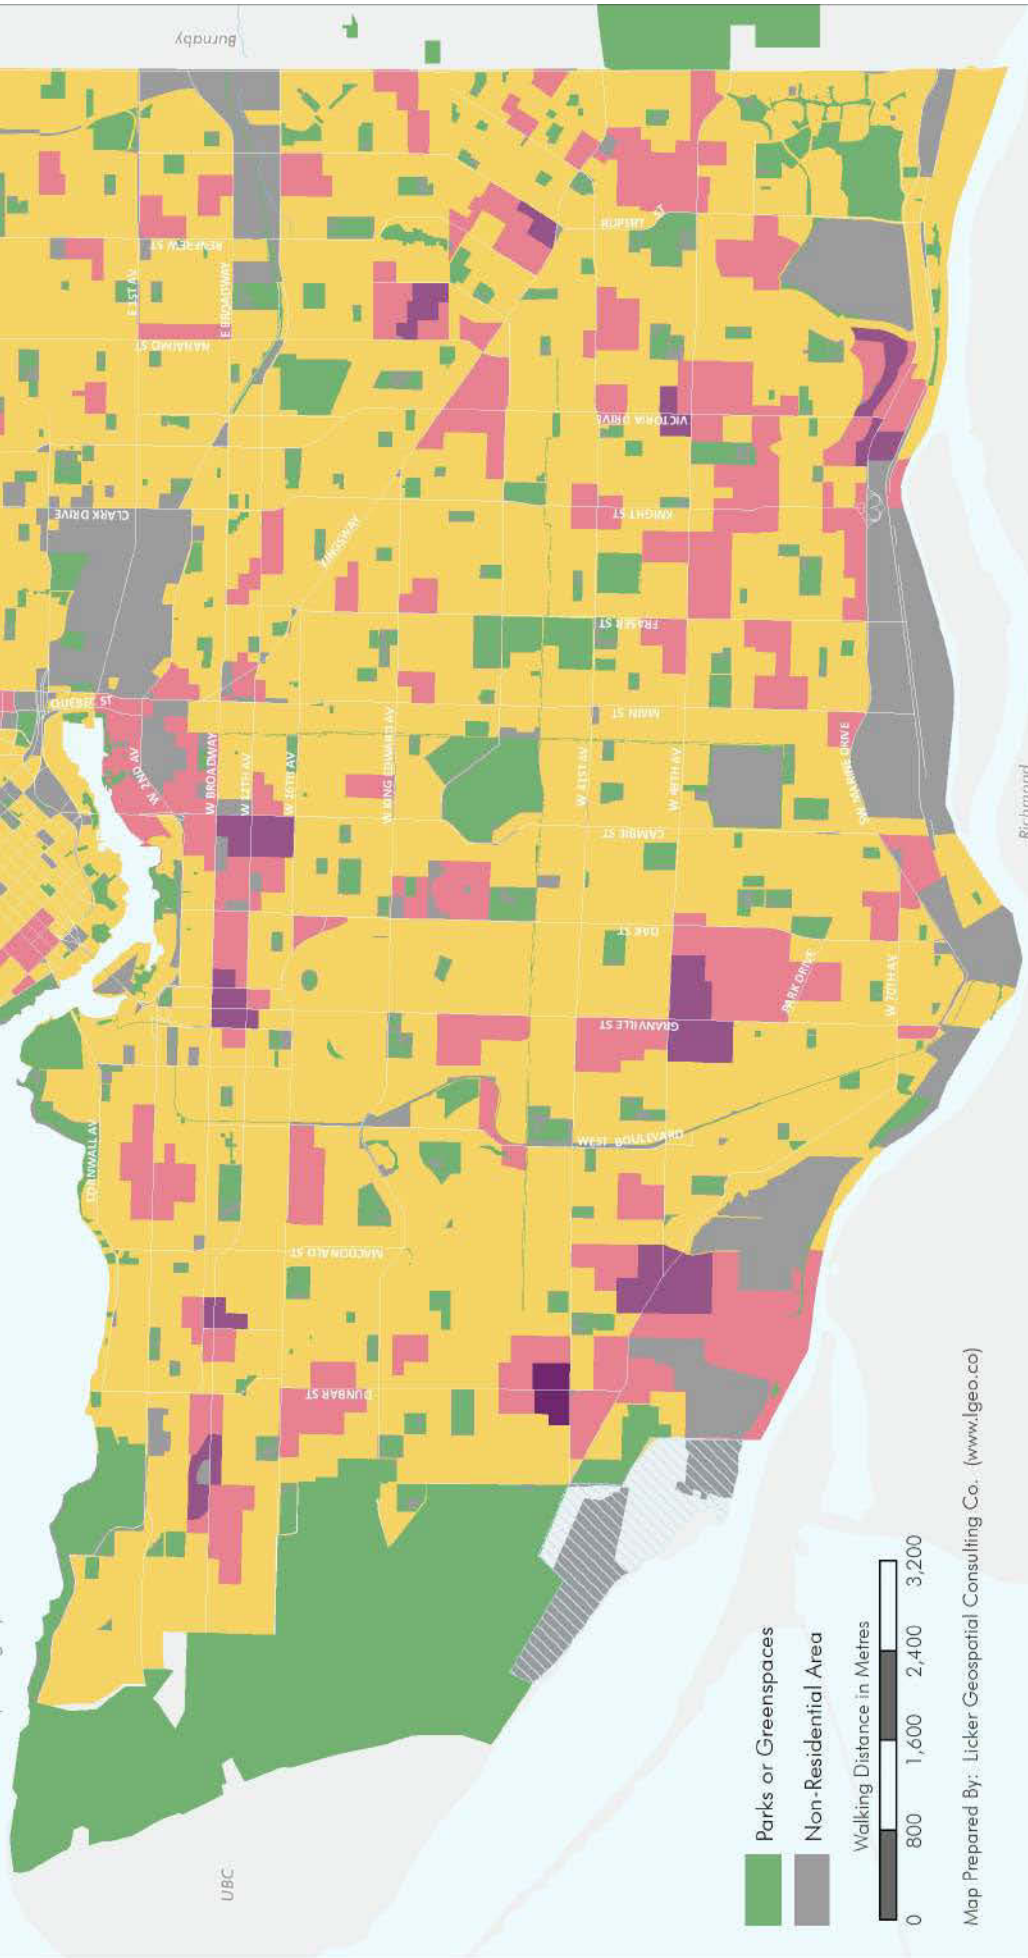 UBC
Burnaby
Richmond
CORNWALL AV
W 2ND AV
QUEBEC ST
CLARK DRIVE
E 1ST AV
NANAIMO ST
RENFREW ST
E BROADWAY
W BROADWAY
W 12TH AV
W 16TH AV
MACDONALD ST
DUNBAR ST
W KING EDWARD AV
KINGSWAY
WEST BOULEVARD
GRANVILLE ST
OAK ST
CAMBIE ST
MAIN ST
FRASER ST
KNIGHT ST
VICTORIA DRIVE
RUPERT ST
W 41ST AV
W 49TH AV
PARK DRIVE
W 70TH AV
SW MARINE DRIVE
Parks or Greenspaces
Non-Residential Area
Walking Distance in Metres
0 800 1,600 2,400 3,200
Map Prepared By: Licker Geospatial Consulting Co. (www.lgeo.co)